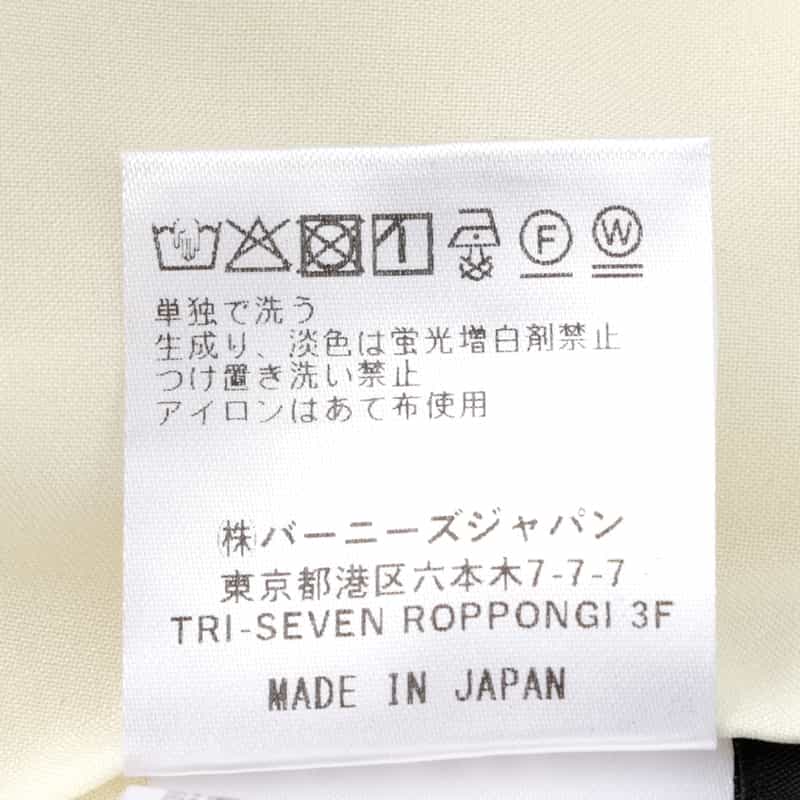 単独で洗う
生成り、淡色は蛍光増白剤禁止
つけ置き洗い禁止
アイロンはあて布使用
㈱バーニーズジャパン
東京都港区六本木7-7-7
TRI-SEVEN ROPPONGI 3F
MADE IN JAPAN